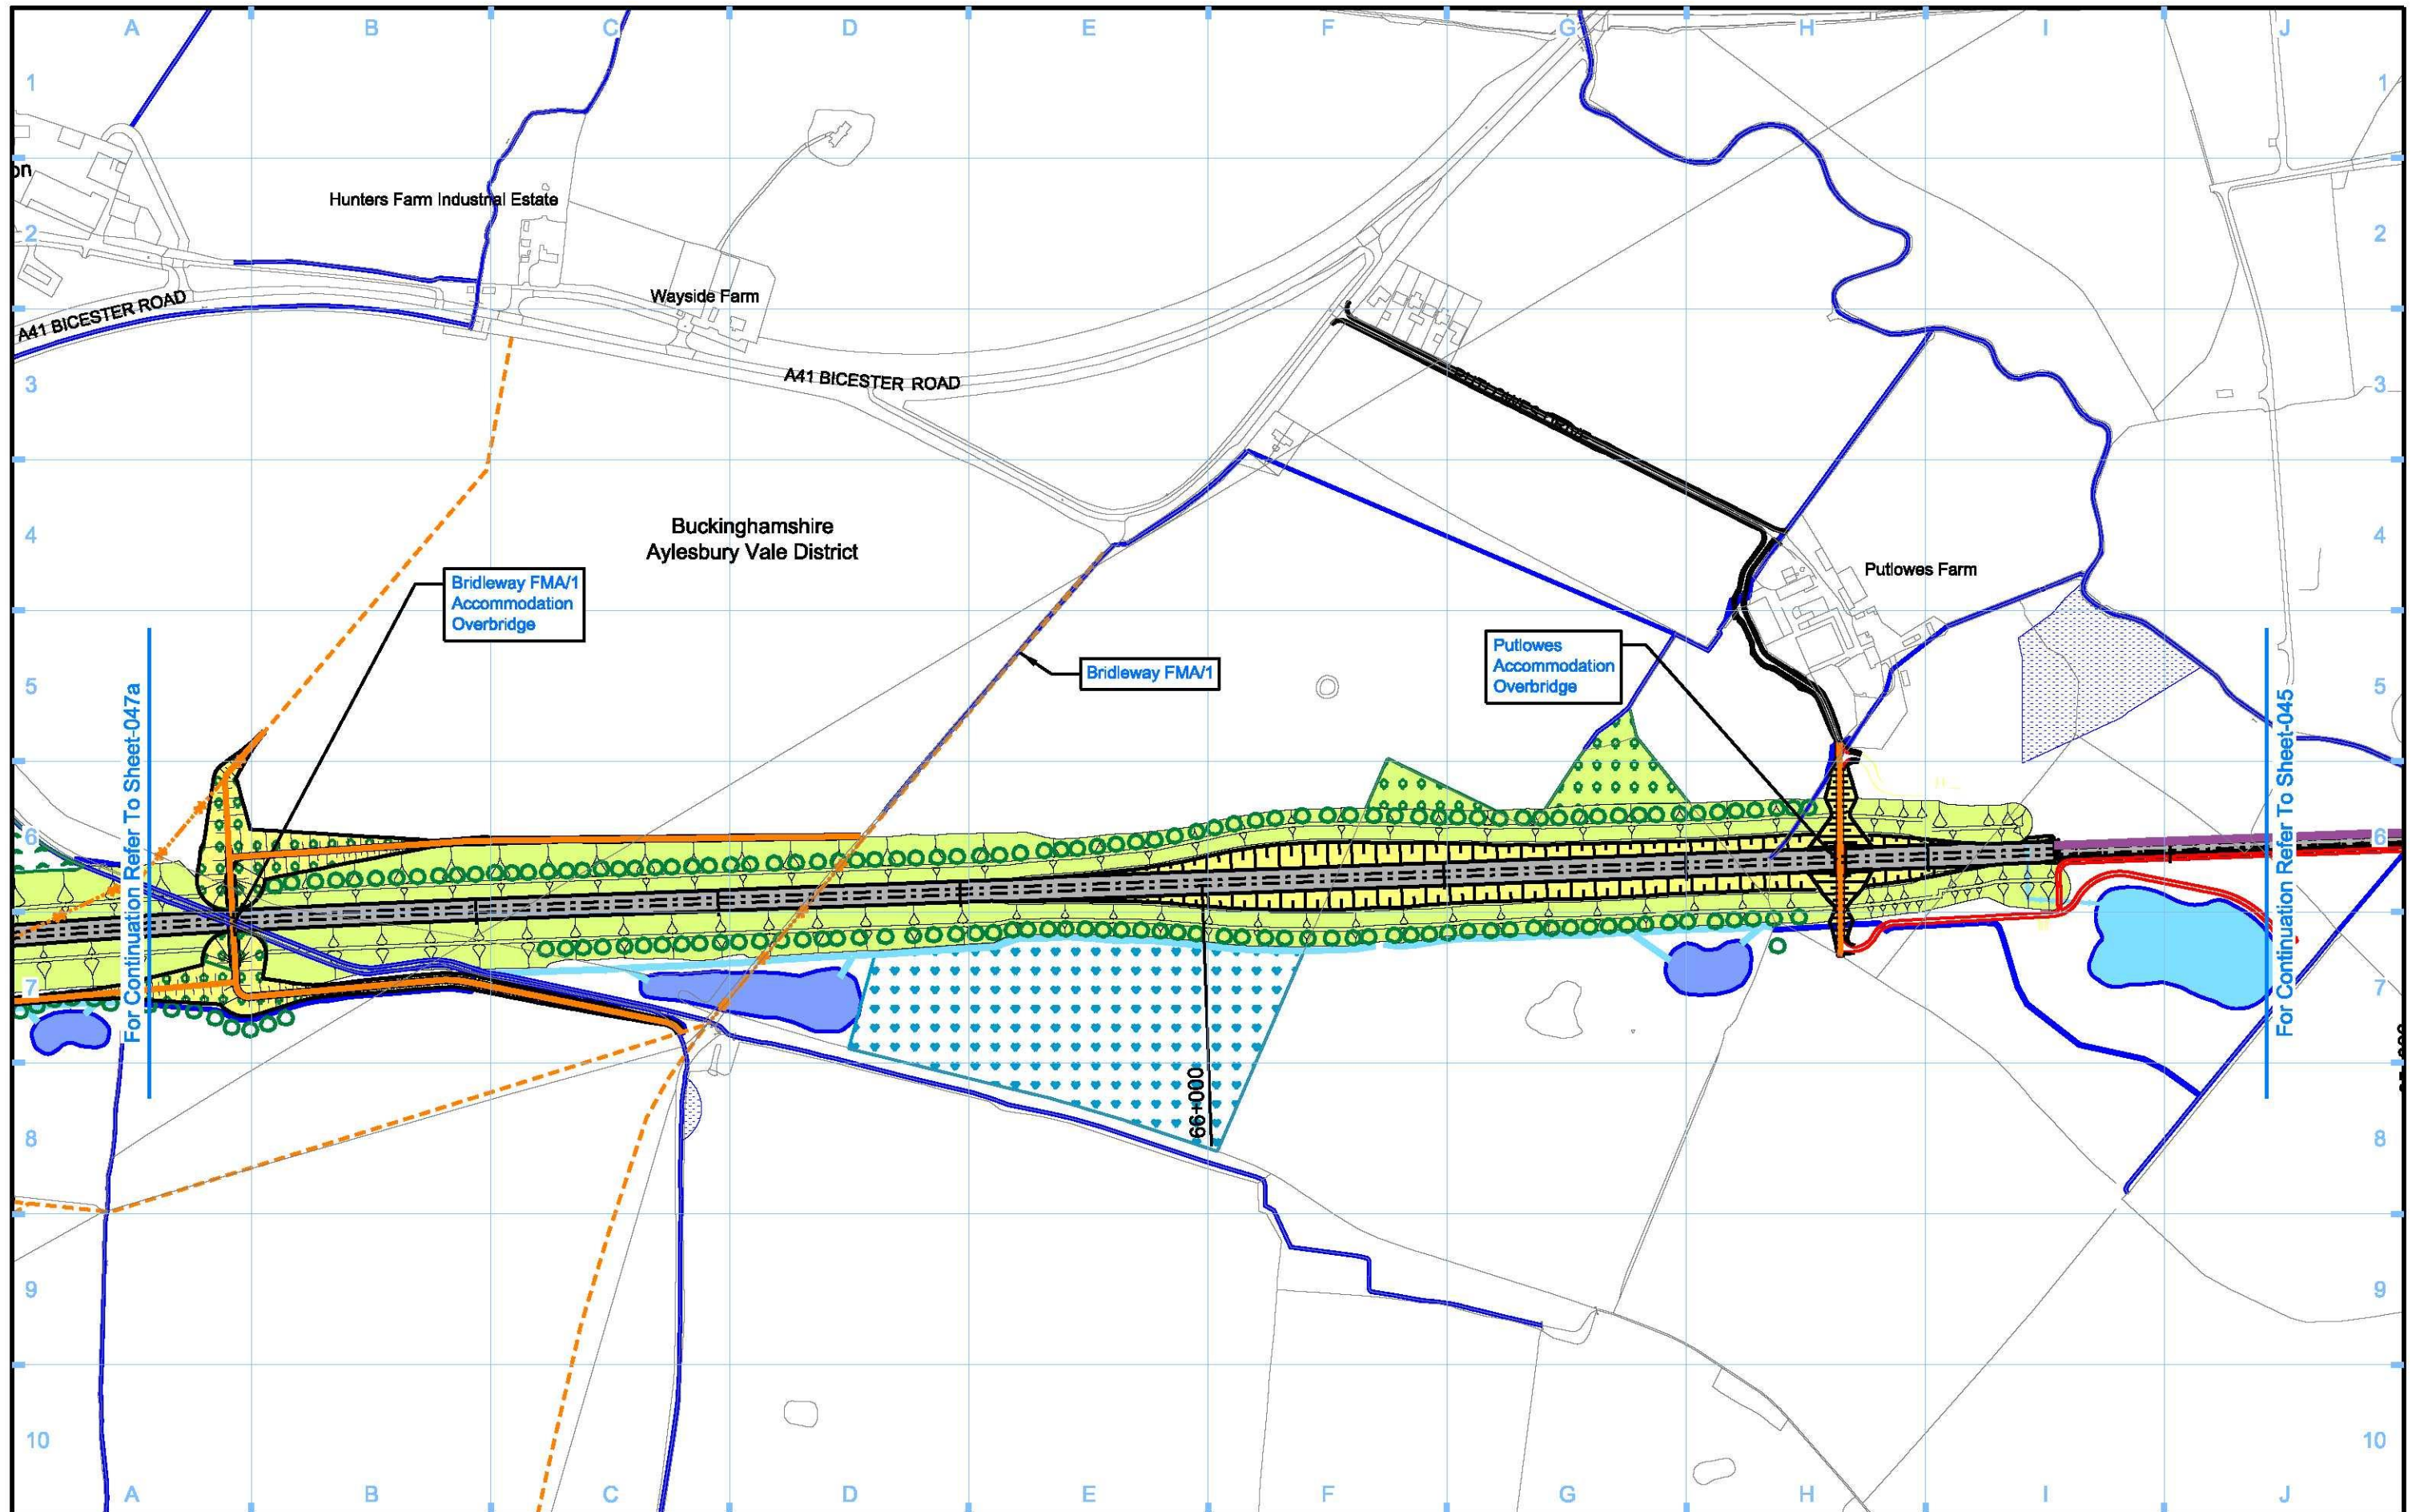 A B C D E F G H I J
1 1
on
Hunters Farm Industrial Estate
2 2
Wayside Farm
A41 BICESTER ROAD
A41 BICESTER ROAD
3 3
Buckinghamshire
Aylesbury Vale District
4 4
Putlowes Farm
Bridleway FMA/1
Accommodation
Overbridge
Bridleway FMA/1
Putlowes
Accommodation
Overbridge
5 5
For Continuation Refer To Sheet-047a
For Continuation Refer To Sheet-045
6 6
7 7
66+000
8 8
9 9
10 10
A B C D E F G H I J